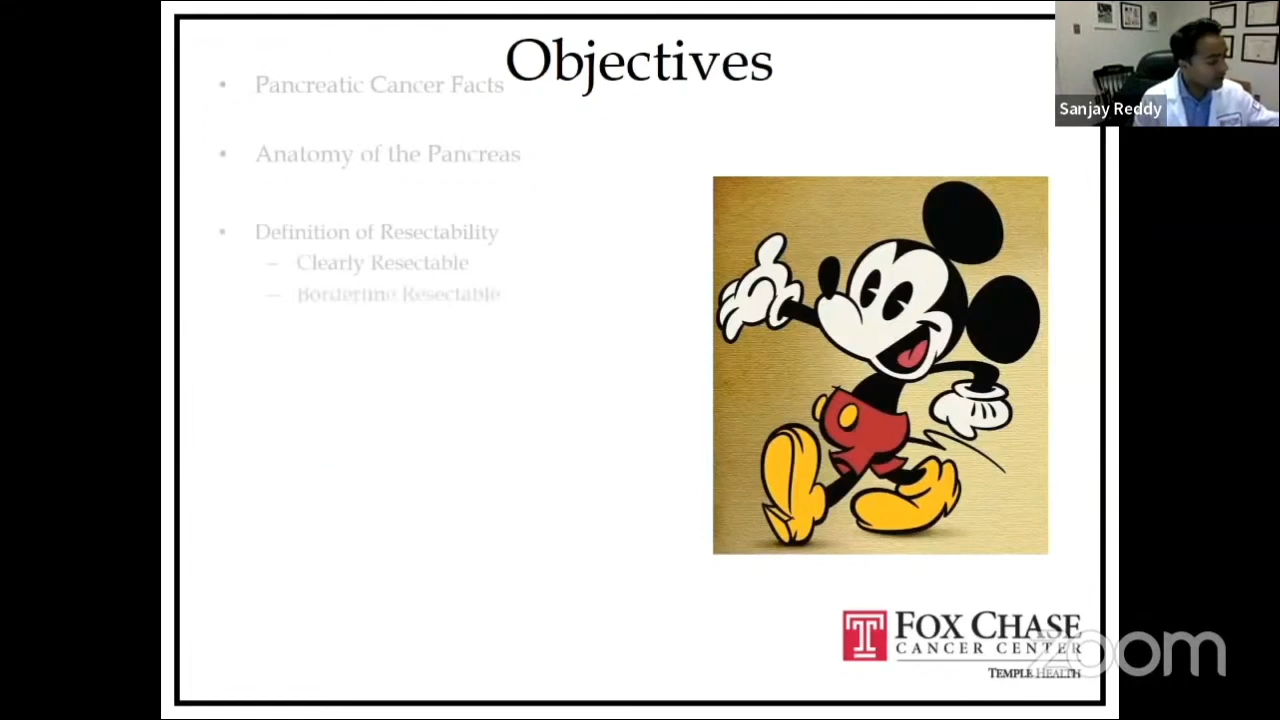 Objectives
• Pancreatic Cancer Facts
• Anatomy of the Pancreas
• Definition of Resectability
– Clearly Resectable
– Borderline Resectable
Sanjay Reddy
FOX CHASE
CANCER CENTER
TEMPLE HEALTH
zoom